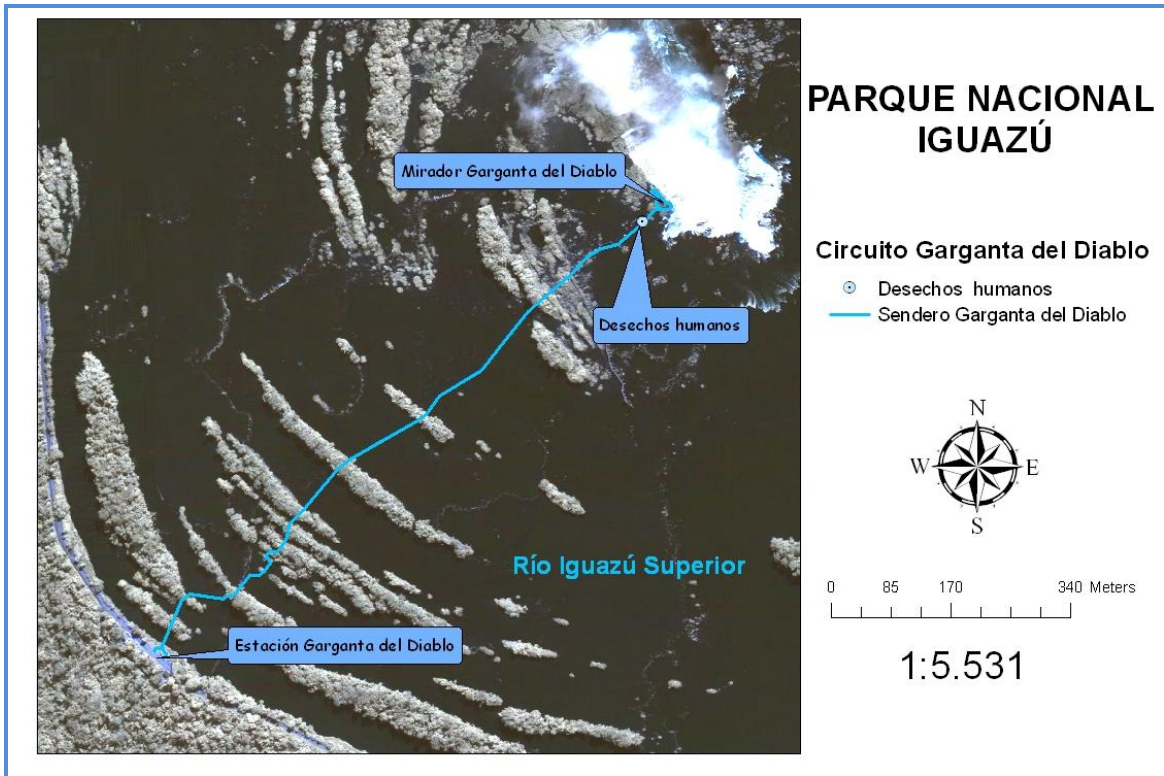 PARQUE NACIONAL
IGUAZÚ
Mirador Garganta del Diablo
Desechos humanos
Río Iguazú Superior
Estación Garganta del Diablo
Circuito Garganta del Diablo
Desechos humanos
Sendero Garganta del Diablo
N
W E
S
0 85 170 340 Meters
1:5.531